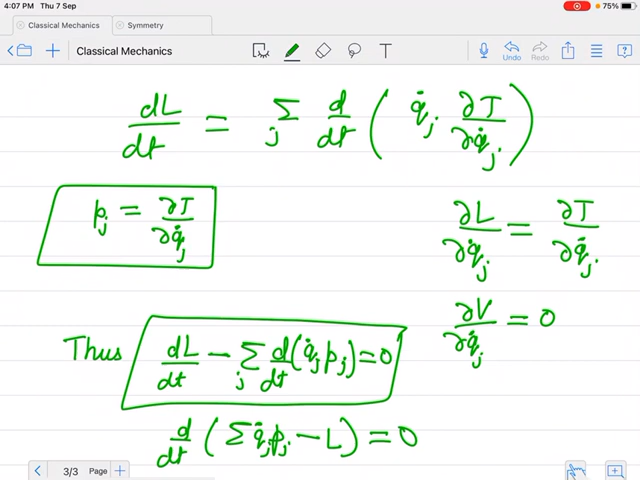 4:07 PM Thu 7 Sep
75%
Classical Mechanics
Symmetry
Classical Mechanics
T
Undo
Redo
dL/dt = Σ_j d/dt ( q̇_j ∂T/∂q̇_j )
p_j = ∂T/∂q̇_j
∂L/∂q̇_j = ∂T/∂q̇_j
∂V/∂q̇_j = 0
Thus dL/dt − Σ_j d/dt (q̇_j p_j) = 0
d/dt ( Σ q̇_j p_j − L ) = 0
3/3 Page